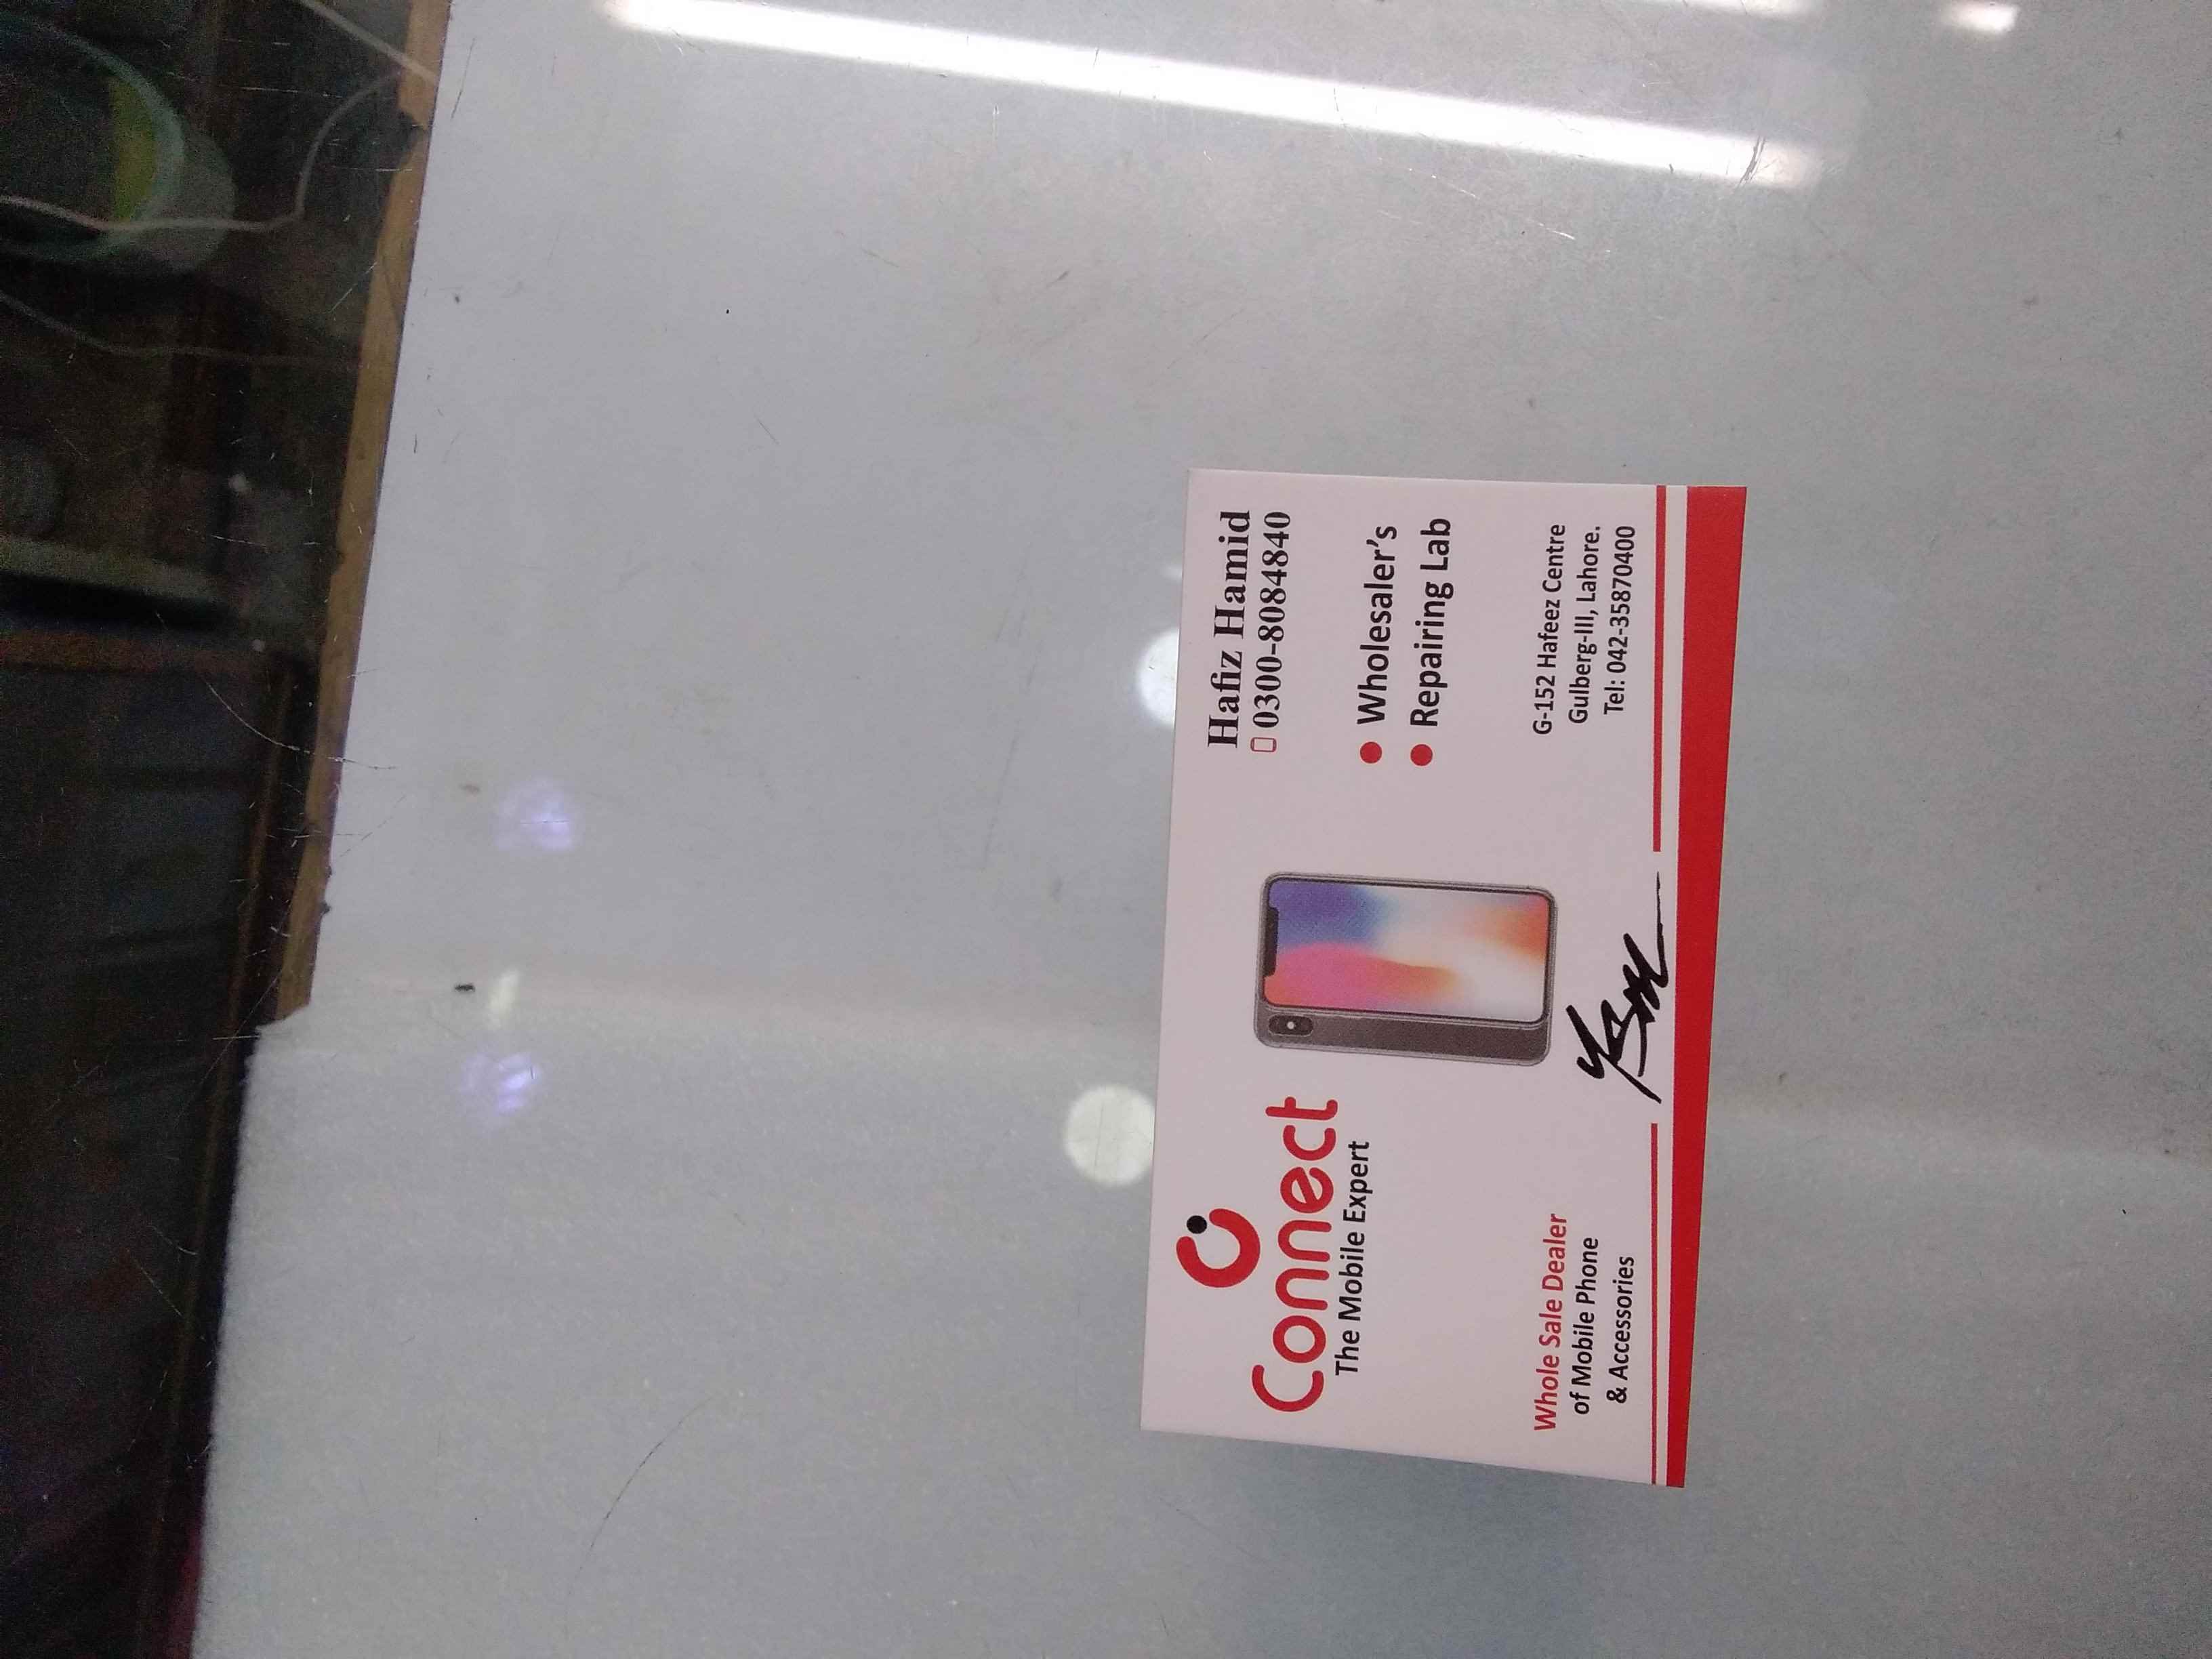 Connect
The Mobile Expert
Whole Sale Dealer
of Mobile Phone
& Accessories
YSM
Hafiz Hamid
0300-8084840
• Wholesaler's
• Repairing Lab
G-152 Hafeez Centre
Gulberg-III, Lahore.
Tel: 042-35870400